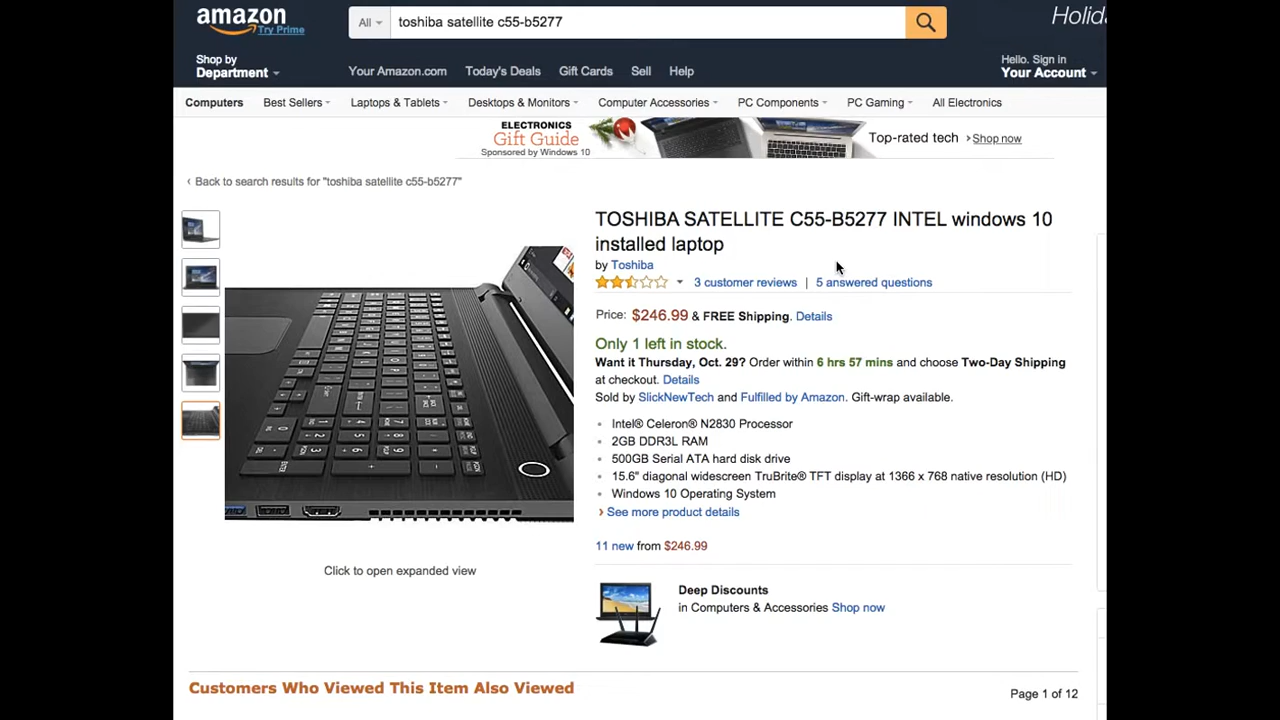 amazon
Try Prime
All
toshiba satellite c55-b5277
Shop by
Department
Your Amazon.com
Today's Deals
Gift Cards
Sell
Help
Hello. Sign in
Your Account
Computers
Best Sellers
Laptops & Tablets
Desktops & Monitors
Computer Accessories
PC Components
PC Gaming
All Electronics
ELECTRONICS
Gift Guide
Sponsored by Windows 10
Top-rated tech › Shop now
‹ Back to search results for "toshiba satellite c55-b5277"
TOSHIBA SATELLITE C55-B5277 INTEL windows 10
installed laptop
by Toshiba
3 customer reviews | 5 answered questions
Price: $246.99 & FREE Shipping. Details
Only 1 left in stock.
Want it Thursday, Oct. 29? Order within 6 hrs 57 mins and choose Two-Day Shipping
at checkout. Details
Sold by SlickNewTech and Fulfilled by Amazon. Gift-wrap available.
• Intel® Celeron® N2830 Processor
• 2GB DDR3L RAM
• 500GB Serial ATA hard disk drive
• 15.6" diagonal widescreen TruBrite® TFT display at 1366 x 768 native resolution (HD)
• Windows 10 Operating System
› See more product details
11 new from $246.99
Click to open expanded view
Deep Discounts
in Computers & Accessories Shop now
Customers Who Viewed This Item Also Viewed
Page 1 of 12